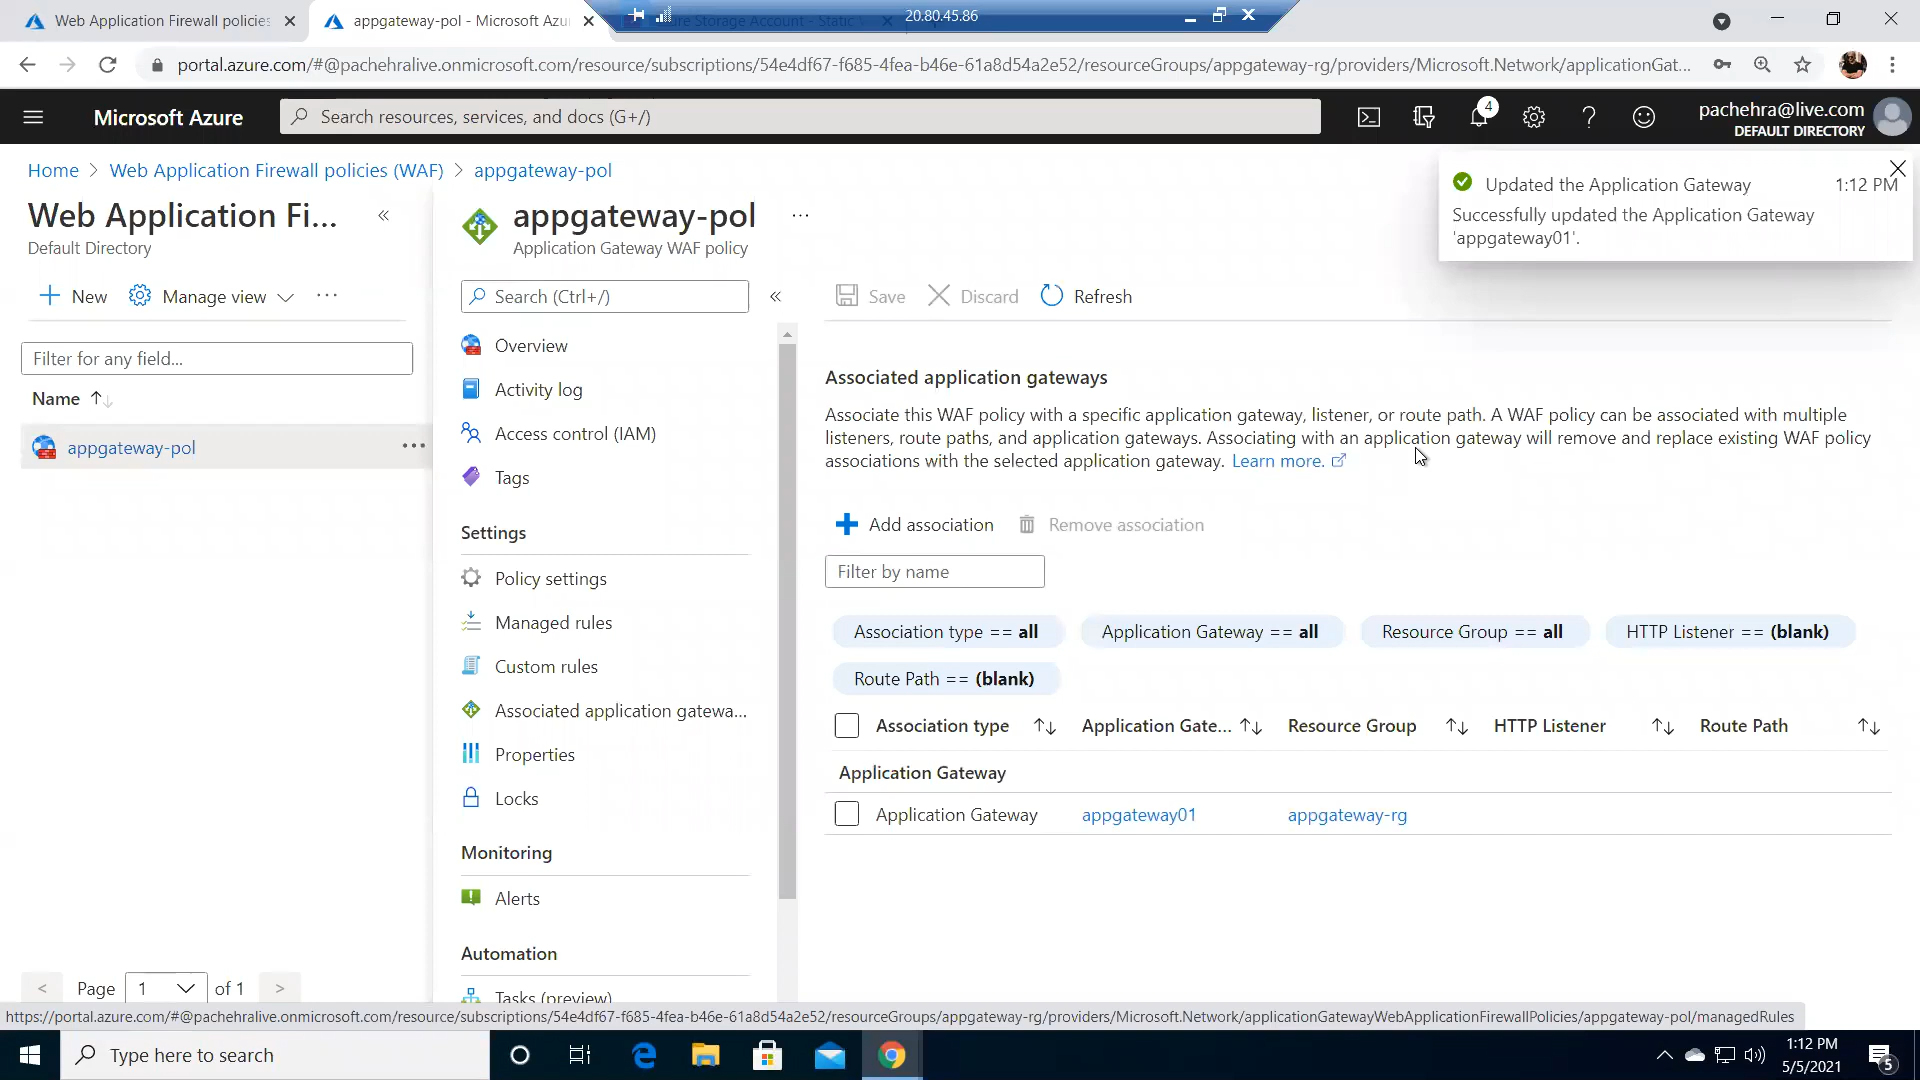 Web Application Firewall policies
appgateway-pol - Microsoft Azu
20.80.45.86
Azure Storage Account - Static
portal.azure.com/#@pachehralive.onmicrosoft.com/resource/subscriptions/54e4df67-f685-4fea-b46e-61a8d54a2e52/resourceGroups/appgateway-rg/providers/Microsoft.Network/applicationGat...
Microsoft Azure
Search resources, services, and docs (G+/)
4
pachehra@live.com
DEFAULT DIRECTORY
Home > Web Application Firewall policies (WAF) > appgateway-pol
Updated the Application Gateway
1:12 PM
Successfully updated the Application Gateway
'appgateway01'.
Web Application Fi...
Default Directory
New
Manage view
Filter for any field...
Name
appgateway-pol
Page 1 of 1
appgateway-pol
Application Gateway WAF policy
Search (Ctrl+/)
Overview
Activity log
Access control (IAM)
Tags
Settings
Policy settings
Managed rules
Custom rules
Associated application gatewa...
Properties
Locks
Monitoring
Alerts
Automation
Tasks (preview)
Save
Discard
Refresh
Associated application gateways
Associate this WAF policy with a specific application gateway, listener, or route path. A WAF policy can be associated with multiple
listeners, route paths, and application gateways. Associating with an application gateway will remove and replace existing WAF policy
associations with the selected application gateway. Learn more.
Add association
Remove association
Filter by name
Association type == all
Application Gateway == all
Resource Group == all
HTTP Listener == (blank)
Route Path == (blank)
Association type
Application Gate...
Resource Group
HTTP Listener
Route Path
Application Gateway
Application Gateway
appgateway01
appgateway-rg
https://portal.azure.com/#@pachehralive.onmicrosoft.com/resource/subscriptions/54e4df67-f685-4fea-b46e-61a8d54a2e52/resourceGroups/appgateway-rg/providers/Microsoft.Network/applicationGatewayWebApplicationFirewallPolicies/appgateway-pol/managedRules
Type here to search
1:12 PM
5/5/2021
5